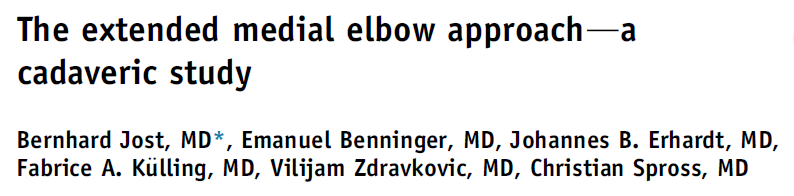 The extended medial elbow approach—a
cadaveric study
Bernhard Jost, MD*, Emanuel Benninger, MD, Johannes B. Erhardt, MD,
Fabrice A. Külling, MD, Vilijam Zdravkovic, MD, Christian Spross, MD